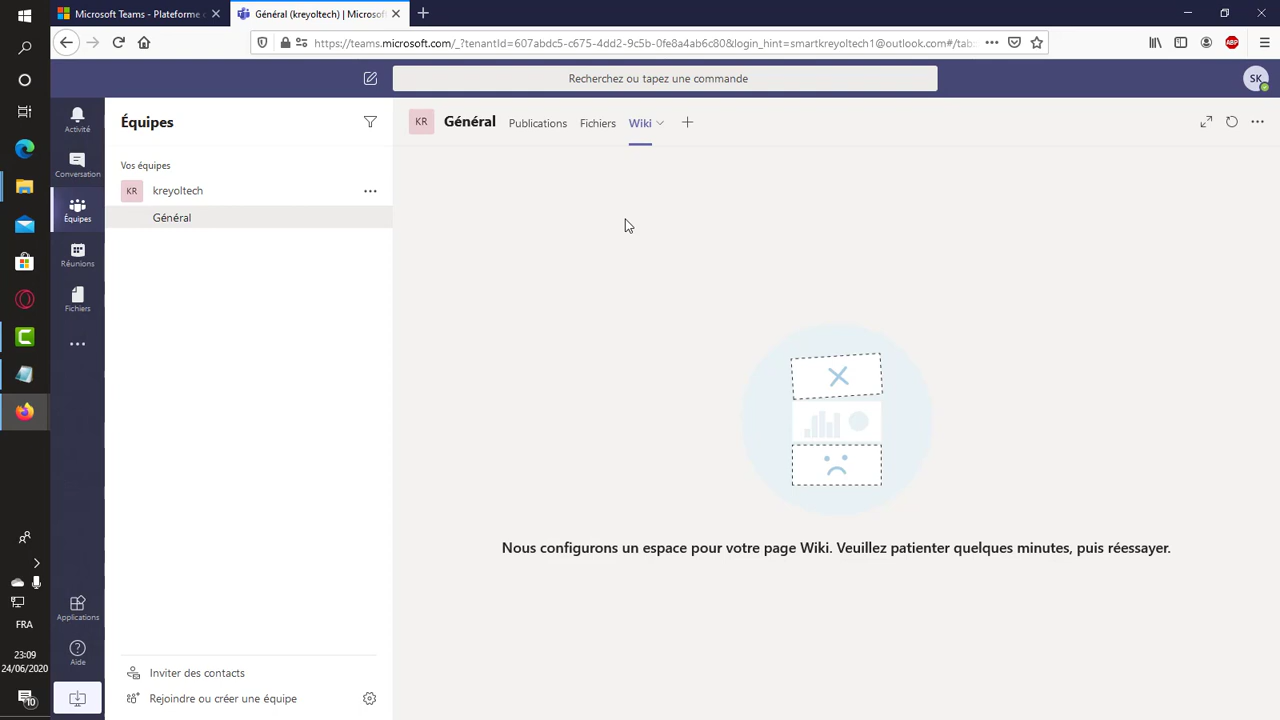 Microsoft Teams - Plateforme
Général (kreyoltech) | Microsof
https://teams.microsoft.com/_?tenantId=607abdc5-c675-4dd2-9c5b-0fe8a4ab6c80&login_hint=smartkreyoltech1@outlook.com#/tab:
ABP
Recherchez ou tapez une commande
SK
Activité
Conversation
Équipes
Réunions
Fichiers
Applications
Aide
Équipes
Vos équipes
KR kreyoltech
Général
Inviter des contacts
Rejoindre ou créer une équipe
KR Général Publications Fichiers Wiki
Nous configurons un espace pour votre page Wiki. Veuillez patienter quelques minutes, puis réessayer.
FRA
23:09
24/06/2020
10